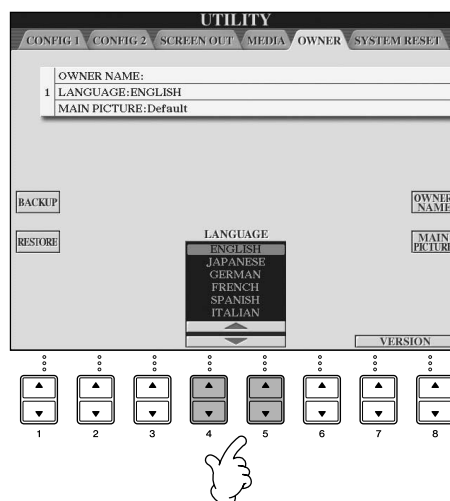 UTILITY
CONFIG 1 CONFIG 2 SCREEN OUT MEDIA OWNER SYSTEM RESET
OWNER NAME:
1 LANGUAGE:ENGLISH
MAIN PICTURE:Default
BACKUP
OWNER
NAME
RESTORE
MAIN
PICTURE
LANGUAGE
ENGLISH
JAPANESE
GERMAN
FRENCH
SPANISH
ITALIAN
VERSION
1 2 3 4 5 6 7 8